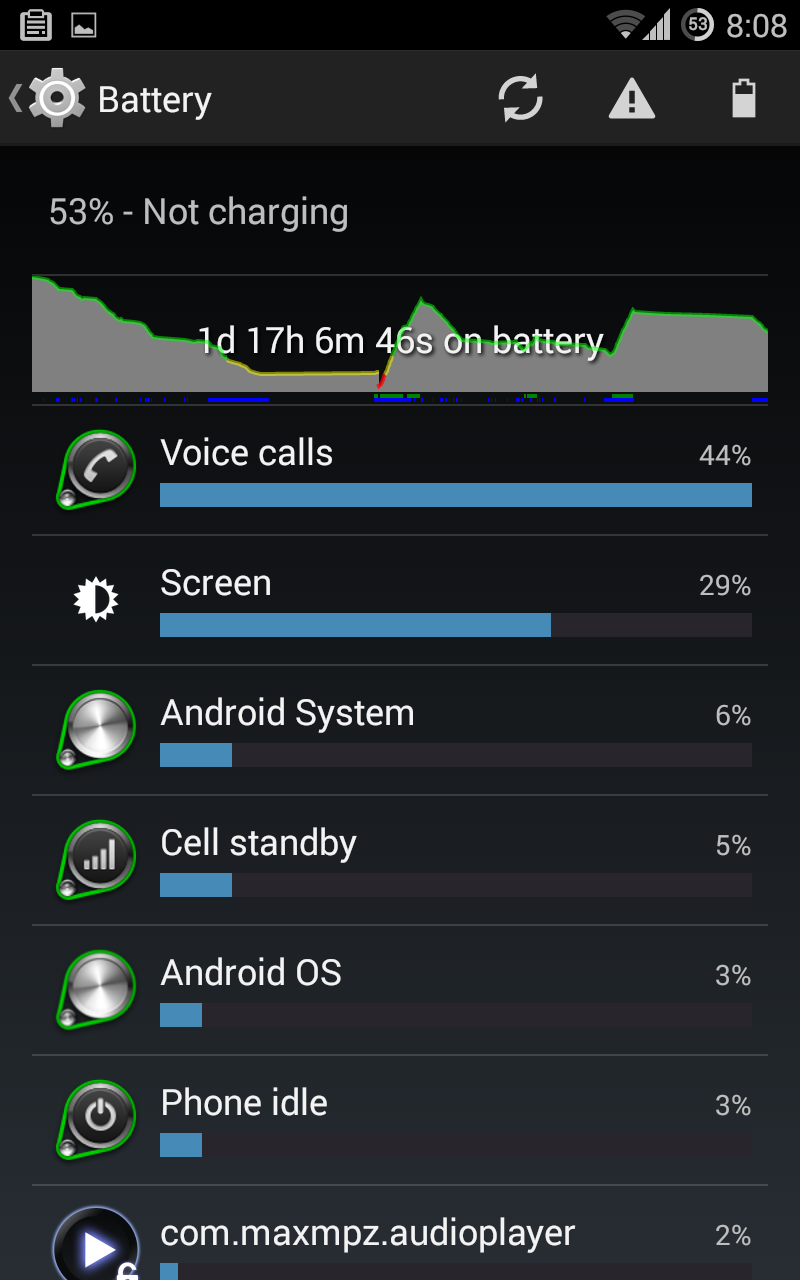 53 8:08
Battery
53% - Not charging
1d 17h 6m 46s on battery
Voice calls 44%
Screen 29%
Android System 6%
Cell standby 5%
Android OS 3%
Phone idle 3%
com.maxmpz.audioplayer 2%